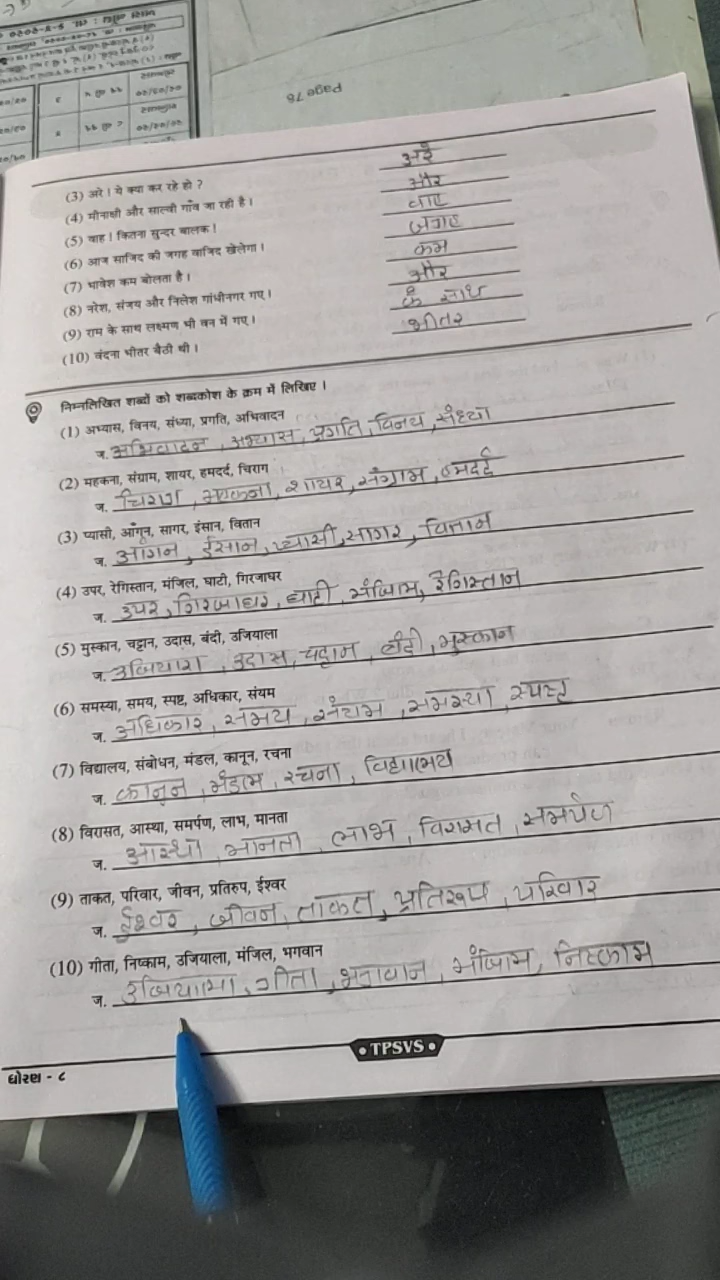 Page 78
(3) अरे ! ये क्या कर रहे हो ? अरे
(4) मीनाक्षी और साल्वी गाँव जा रही है। और
(5) वाह ! कितना सुन्दर बालक ! वाह
(6) आज साजिद की जगह वाजिद खेलेगा। जगह
(7) भावेश कम बोलता है। कम
(8) नरेश, संजय और निलेश गांधीनगर गए। और
(9) राम के साथ लक्ष्मण भी वन में गए। के साथ
(10) वंदना भीतर बैठी थी। भीतर
निम्नलिखित शब्दों को शब्दकोश के क्रम में लिखिए ।
(1) अभ्यास, विनय, संध्या, प्रगति, अभिवादन
ज. अभिवादन, अभ्यास, प्रगति, विनय, संध्या
(2) महकना, संग्राम, शायर, हमदर्द, चिराग
ज. चिराग, महकना, शायर, संग्राम, हमदर्द
(3) प्यासी, आँगन, सागर, इंसान, वितान
ज. आंगन, ईसान, प्यासी, सागर, वितान
(4) उपर, रेगिस्तान, मंजिल, घाटी, गिरजाघर
ज. उपर, गिरजाघर, घाटी, मंजिल, रेगिस्तान
(5) मुस्कान, चट्टान, उदास, बंदी, उजियाला
ज. उजियारा, उदास, चट्टान, बंदी, मुस्कान
(6) समस्या, समय, स्पष्ट, अधिकार, संयम
ज. अधिकार, समय, संयम, समस्या, स्पष्ट
(7) विद्यालय, संबोधन, मंडल, कानून, रचना
ज. कानून, मंडल, रचना, विद्यालय
(8) विरासत, आस्था, समर्पण, लाभ, मानता
ज. आस्था, मानता, लाभ, विरासत, समर्पण
(9) ताकत, परिवार, जीवन, प्रतिरुप, ईश्वर
ज. ईश्वर, जीवन, ताकत, प्रतिरूप, परिवार
(10) गीता, निष्काम, उजियाला, मंजिल, भगवान
ज. उजियाला, गीता, भगवान, मंजिल, निष्काम
• TPSVS •
ધોરણ - ८